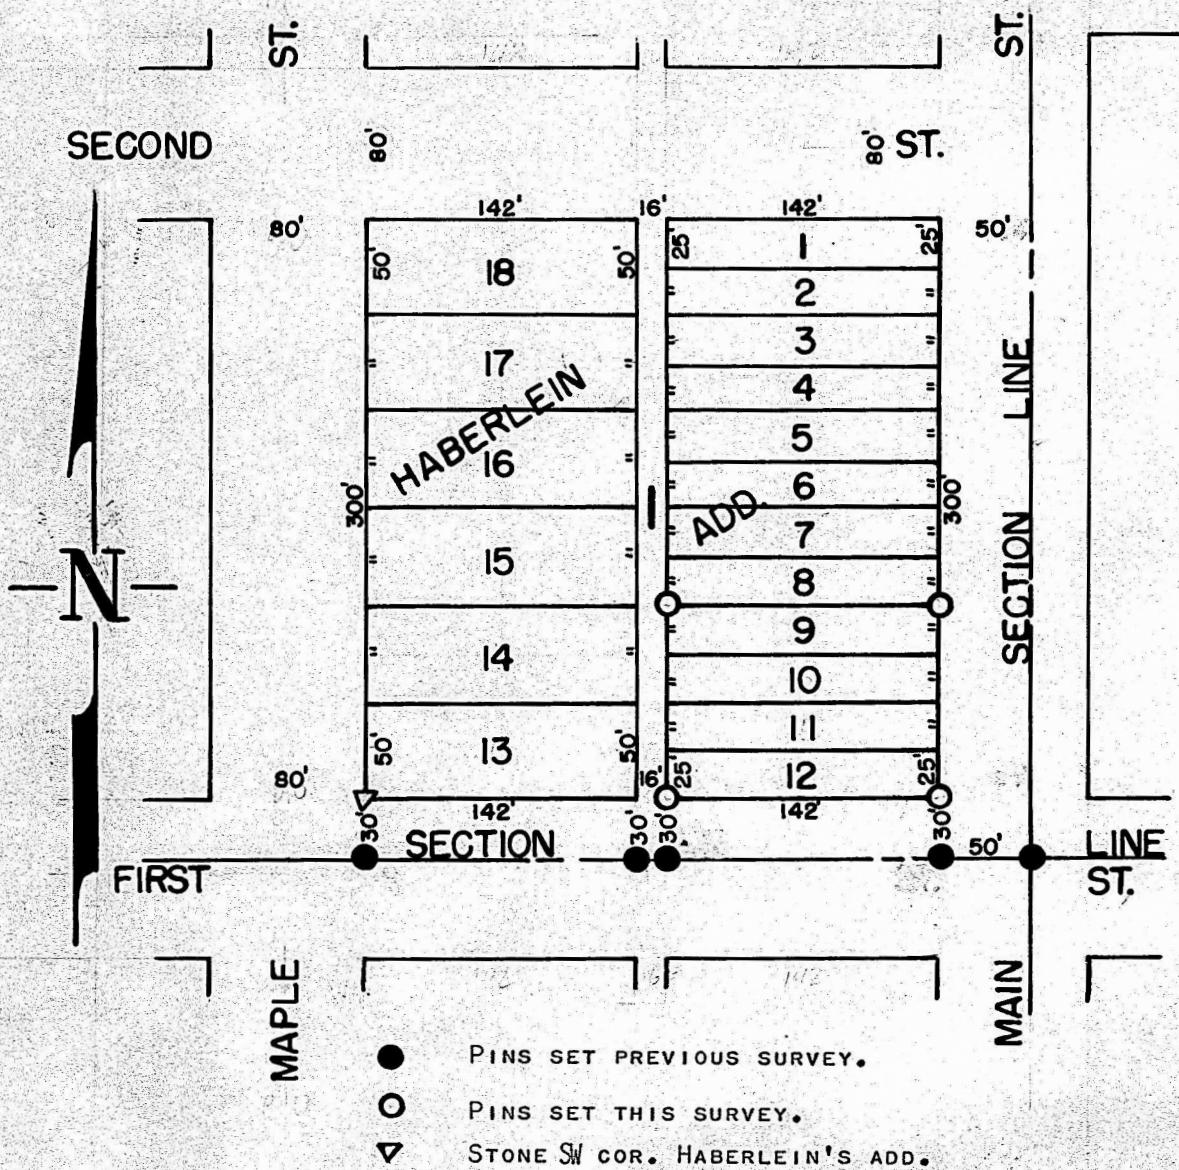 ST.
ST.
SECOND
80'
80' ST.
142'
16'
142'
80'
50'
50'
50'
25'
25'
18
1
2
17
3
4
HABERLEIN
16
5
6
ADD.
300'
300'
7
15
8
9
14
10
11
50'
13
50'
25'
12
25'
80'
16'
142'
142'
30'
30'
30'
30'
SECTION
50'
LINE
FIRST
ST.
SECTION LINE
N
MAPLE
MAIN
PINS SET PREVIOUS SURVEY.
PINS SET THIS SURVEY.
STONE SW COR. HABERLEIN'S ADD.